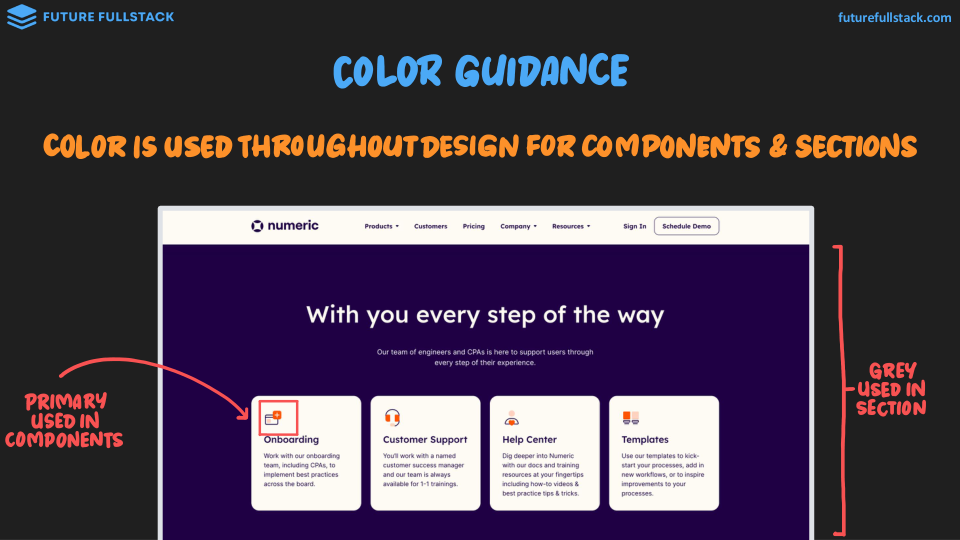 FUTURE FULLSTACK
futurefullstack.com
COLOR GUIDANCE
COLOR IS USED THROUGHOUT DESIGN FOR COMPONENTS & SECTIONS
numeric
Products
Customers
Pricing
Company
Resources
Sign In
Schedule Demo
With you every step of the way
Our team of engineers and CPAs is here to support users through
every step of their experience.
PRIMARY
USED IN
COMPONENTS
GREY
USED IN
SECTION
Onboarding
Work with our onboarding
team, including CPAs, to
implement best practices
across the board.
Customer Support
You'll work with a named
customer success manager
and our team is always
available for 1-1 trainings.
Help Center
Dig deeper into Numeric
with our docs and training
resources at your fingertips
including how-to videos &
best practice tips & tricks.
Templates
Use our templates to kick-
start your processes, add in
new workflows, or to inspire
improvements to your
processes.